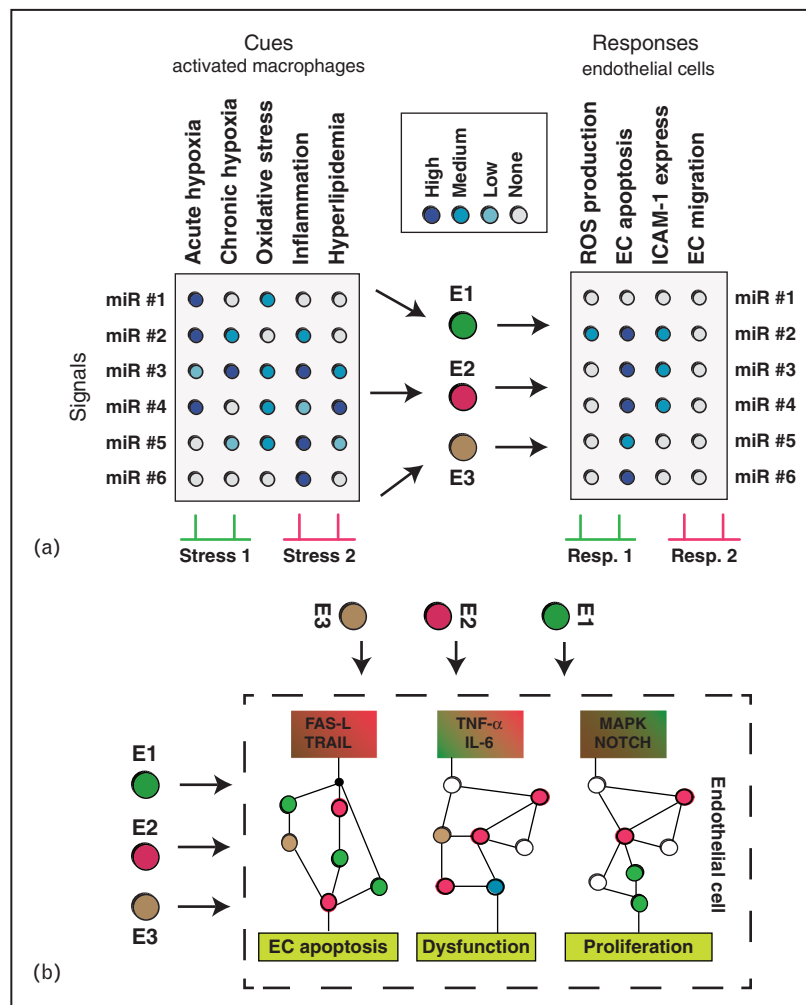 Cues
activated macrophages
Responses
endothelial cells
Acute hypoxia
Chronic hypoxia
Oxidative stress
Inflammation
Hyperlipidemia
High
Medium
Low
None
ROS production
EC apoptosis
ICAM-1 express
EC migration
Signals
miR #1
miR #2
miR #3
miR #4
miR #5
miR #6
E1
E2
E3
miR #1
miR #2
miR #3
miR #4
miR #5
miR #6
(a)
Stress 1
Stress 2
Resp. 1
Resp. 2
E3
E2
E1
E1
E2
E3
FAS-L
TRAIL
TNF-α
IL-6
MAPK
NOTCH
Endothelial cell
EC apoptosis
Dysfunction
Proliferation
(b)